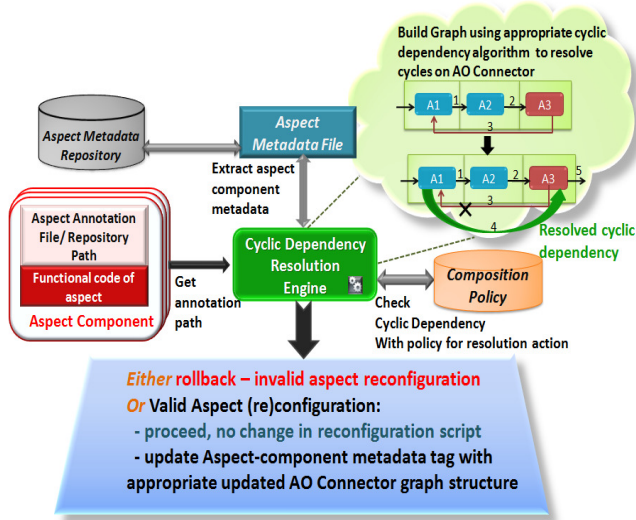 Build Graph using appropriate cyclic
dependency algorithm to resolve
cycles on AO Connector
A1 1 A2 2 A3
3
A1 1 A2 2 A3 5
3
4
Resolved cyclic
dependency
Aspect Metadata
Repository
Aspect
Metadata File
Extract aspect
component
metadata
Aspect Annotation
File/ Repository
Path
Functional code of
aspect
Aspect Component
Get
annotation
path
Cyclic Dependency
Resolution
Engine
Composition
Policy
Check
Cyclic Dependency
With policy for resolution action
Either rollback – invalid aspect reconfiguration
Or Valid Aspect (re)configuration:
- proceed, no change in reconfiguration script
- update Aspect-component metadata tag with
appropriate updated AO Connector graph structure